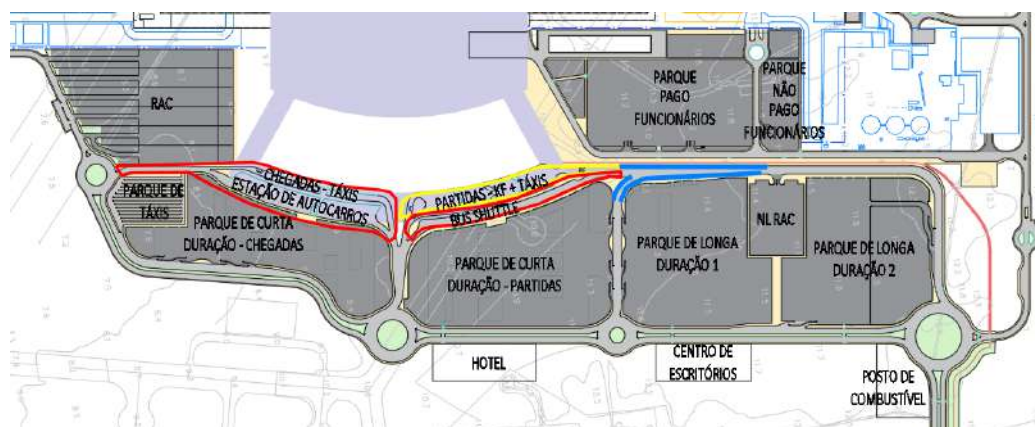 RAC
PARQUE
PAGO
FUNCIONÁRIOS
PARQUE
NÃO
PAGO
FUNCIONÁRIOS
CHEGADAS - TÁXIS
ESTAÇÃO DE AUTOCARROS
PARTIDAS - KF + TÁXIS
BUS SHUTTLE
PARQUE DE
TÁXIS
PARQUE DE CURTA
DURAÇÃO - CHEGADAS
PARQUE DE CURTA
DURAÇÃO - PARTIDAS
PARQUE DE LONGA
DURAÇÃO 1
NL RAC
PARQUE DE LONGA
DURAÇÃO 2
HOTEL
CENTRO DE
ESCRITÓRIOS
POSTO DE
COMBUSTÍVEL